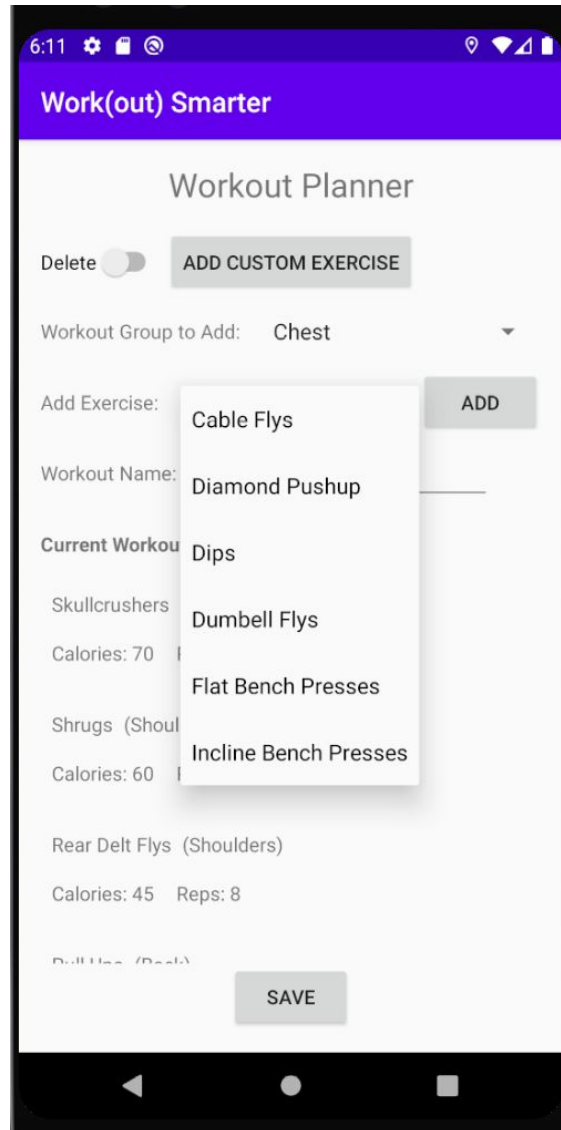 6:11
Work(out) Smarter
Workout Planner
Delete ADD CUSTOM EXERCISE
Workout Group to Add: Chest
Add Exercise: ADD
Cable Flys
Workout Name:
Diamond Pushup
Dips
Dumbell Flys
Flat Bench Presses
Incline Bench Presses
Current
Skullcrushers
Calories: 70
Shrugs
Calories: 60
Rear Delt Flys (Shoulders)
Calories: 45 Reps: 8
SAVE